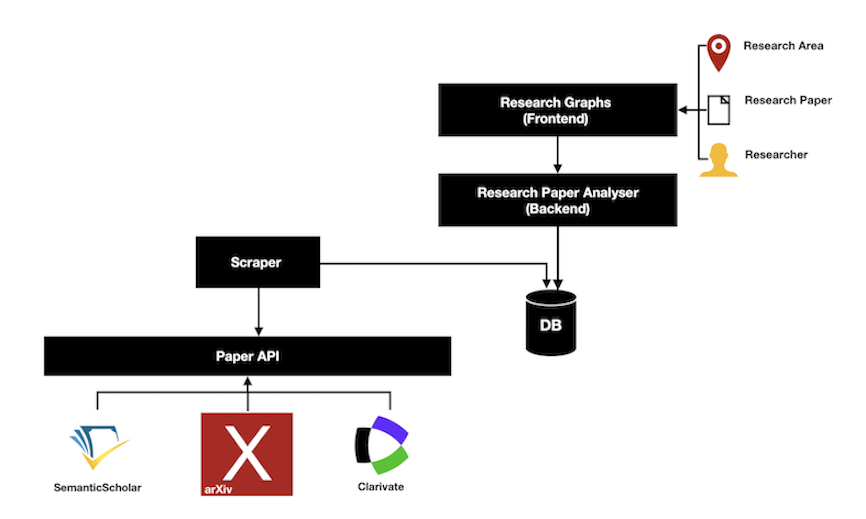 Research Area
Research Graphs
(Frontend)
Research Paper
Researcher
Research Paper Analyser
(Backend)
Scraper
DB
Paper API
X
arXiv
SemanticScholar
Clarivate